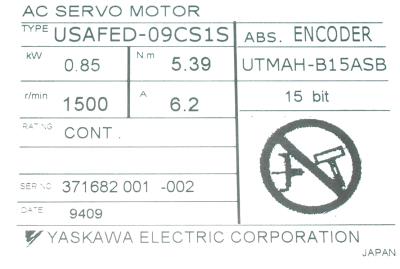 AC SERVO MOTOR
TYPE USAFED-09CS1S
ABS. ENCODER
kW 0.85 Nm 5.39
UTMAH-B15ASB
r/min 1500 A 6.2
15 bit
RATING CONT.
SER NO 371682 001 -002
DATE 9409
YASKAWA ELECTRIC CORPORATION
JAPAN